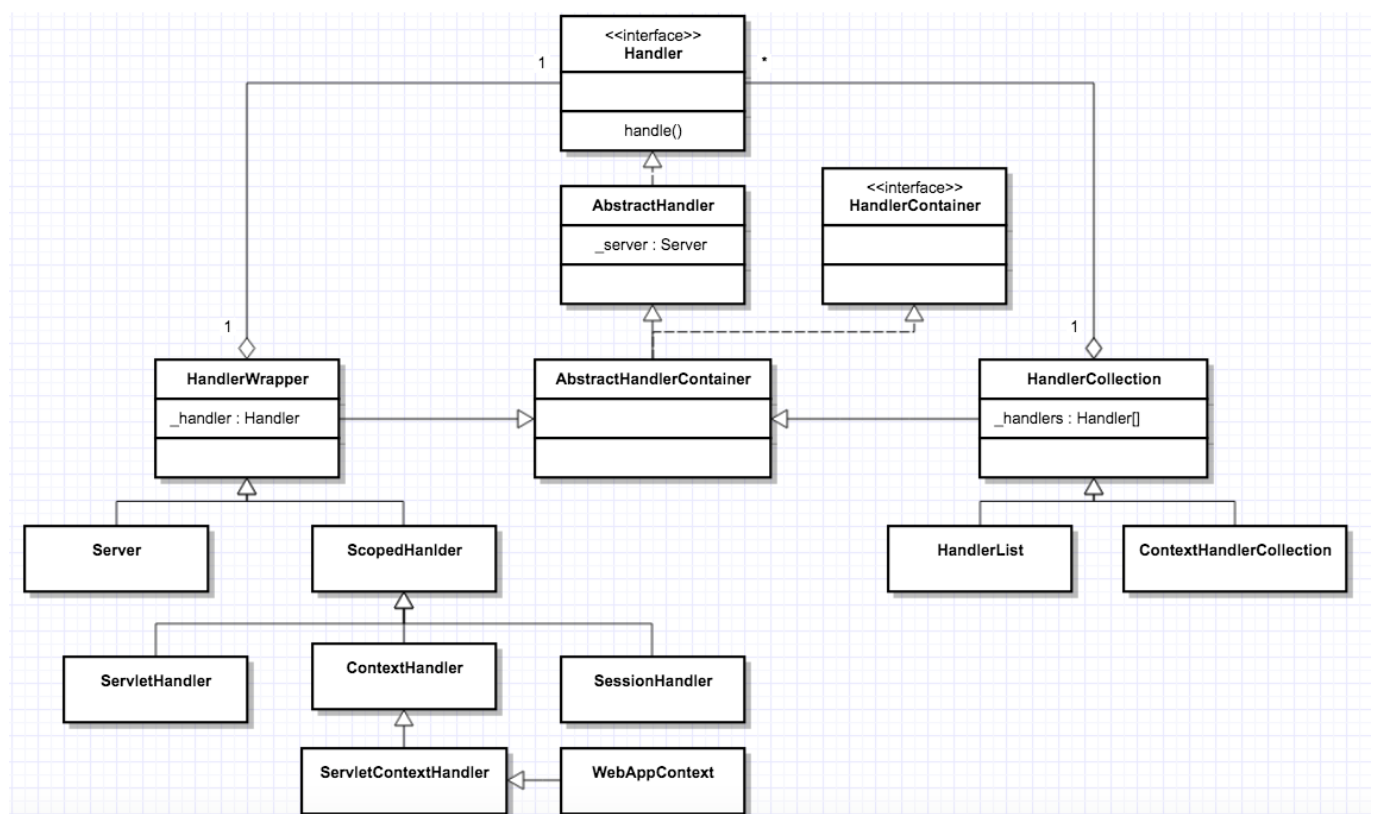 <<interface>>
Handler
1
*
handle()
<<interface>>
HandlerContainer
AbstractHandler
_server : Server
1
1
HandlerWrapper
_handler : Handler
AbstractHandlerContainer
HandlerCollection
_handlers : Handler[]
Server
ScopedHanlder
HandlerList
ContextHandlerCollection
ServletHandler
ContextHandler
SessionHandler
ServletContextHandler
WebAppContext